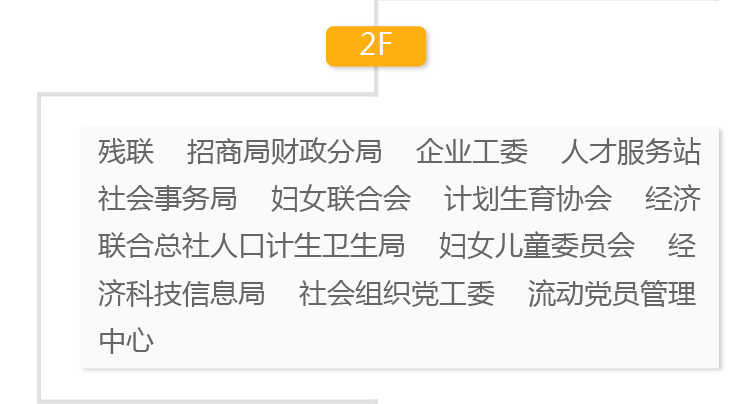 2F
残联 招商局财政分局 企业工委 人才服务站
社会事务局 妇女联合会 计划生育协会 经济
联合总社人口计生卫生局 妇女儿童委员会 经
济科技信息局 社会组织党工委 流动党员管理
中心